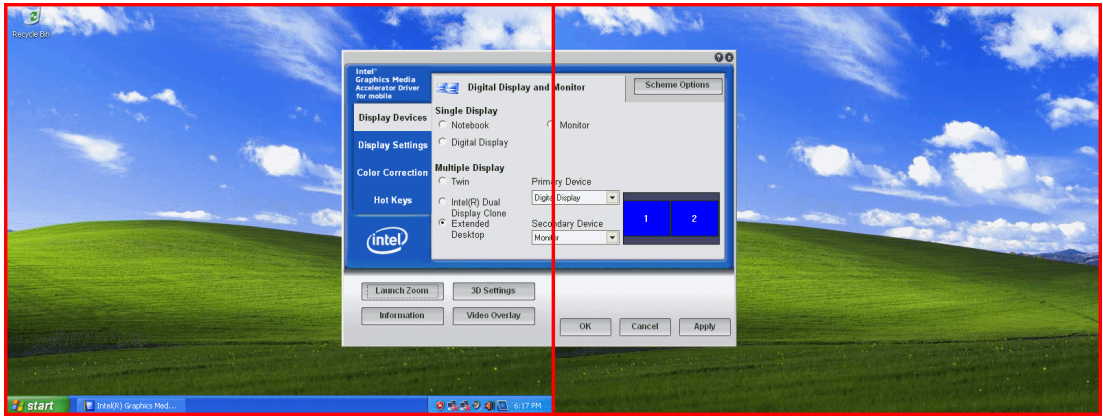 Recycle Bin
Intel®
Graphics Media
Accelerator Driver
for mobile
Digital Display and Monitor
Scheme Options
Display Devices
Display Settings
Color Correction
Hot Keys
intel
Single Display
Notebook
Monitor
Digital Display
Multiple Display
Twin
Intel(R) Dual
Display Clone
Extended
Desktop
Primary Device
Digital Display
Secondary Device
Monitor
1 2
Launch Zoom
3D Settings
Information
Video Overlay
OK
Cancel
Apply
start
Intel(R) Graphics Med...
6:17 PM